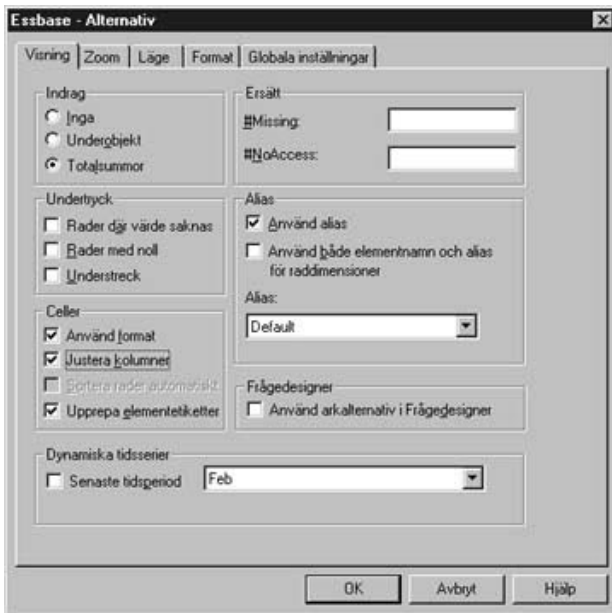 Essbase - Alternativ
Visning Zoom Läge Format Globala inställningar
Indrag
Inga
Underobjekt
Totalsummor
Ersätt
#Missing:
#NoAccess:
Undertryck
Rader där värde saknas
Rader med noll
Understreck
Alias
Använd alias
Använd både elementnamn och alias
för raddimensioner
Alias:
Default
Celler
Använd format
Justera kolumner
Sortera rader automatiskt
Upprepa elementetiketter
Frågedesigner
Använd arkalternativ i Frågedesigner
Dynamiska tidsserier
Senaste tidsperiod Feb
OK Avbryt Hjälp